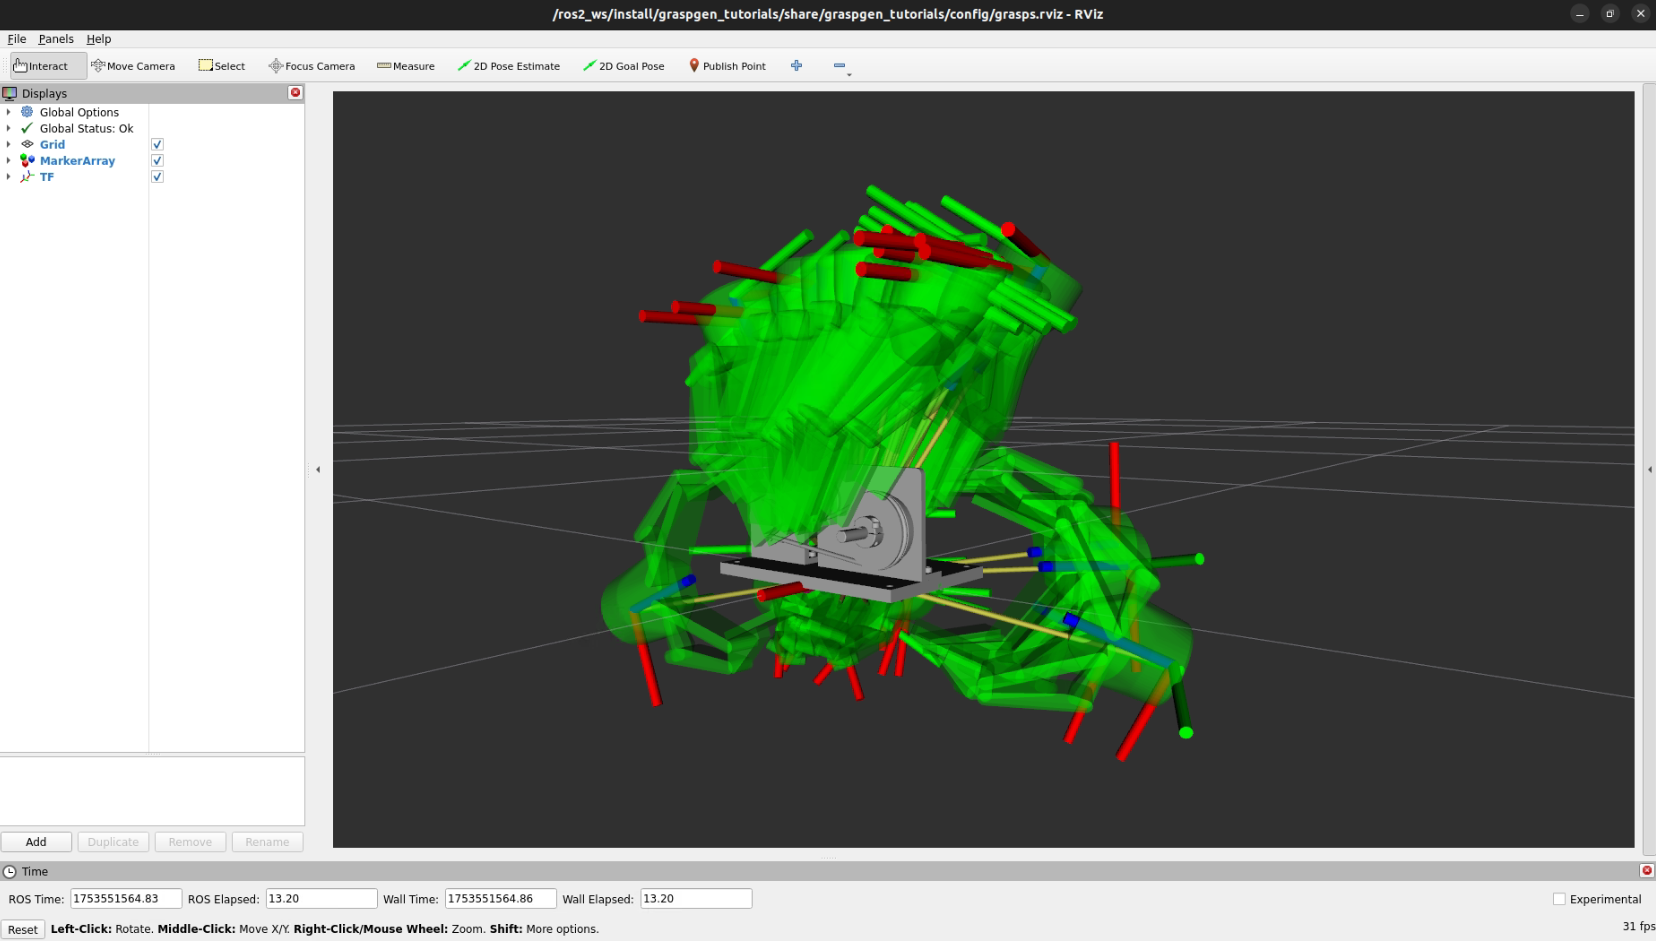 /ros2_ws/install/graspgen_tutorials/share/graspgen_tutorials/config/grasps.rviz - RViz
File Panels Help
Interact Move Camera Select Focus Camera Measure 2D Pose Estimate 2D Goal Pose Publish Point
Displays
Global Options
Global Status: Ok
Grid
MarkerArray
TF
Add Duplicate Remove Rename
Time
ROS Time: 1753551564.83 ROS Elapsed: 13.20 Wall Time: 1753551564.86 Wall Elapsed: 13.20 Experimental
Reset Left-Click: Rotate. Middle-Click: Move X/Y. Right-Click/Mouse Wheel: Zoom. Shift: More options. 31 fps